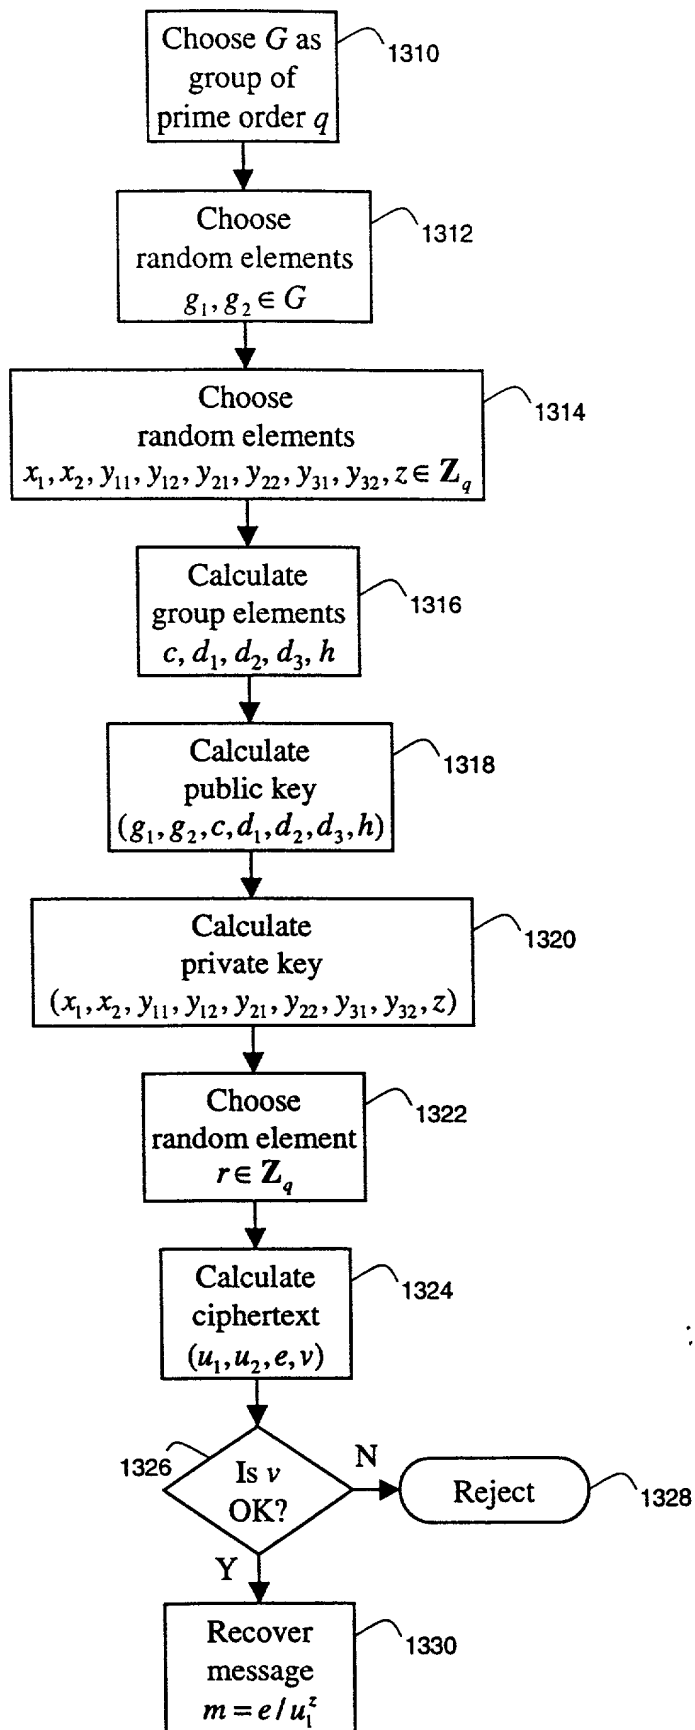 Choose G as
group of
prime order q
1310
Choose
random elements
g₁, g₂ ∈ G
1312
Choose
random elements
x₁, x₂, y₁₁, y₁₂, y₂₁, y₂₂, y₃₁, y₃₂, z ∈ Z_q
1314
Calculate
group elements
c, d₁, d₂, d₃, h
1316
Calculate
public key
(g₁, g₂, c, d₁, d₂, d₃, h)
1318
Calculate
private key
(x₁, x₂, y₁₁, y₁₂, y₂₁, y₂₂, y₃₁, y₃₂, z)
1320
Choose
random element
r ∈ Z_q
1322
Calculate
ciphertext
(u₁, u₂, e, v)
1324
1326
Is v
OK?
N
Reject
1328
Y
Recover
message
m = e / u₁^z
1330